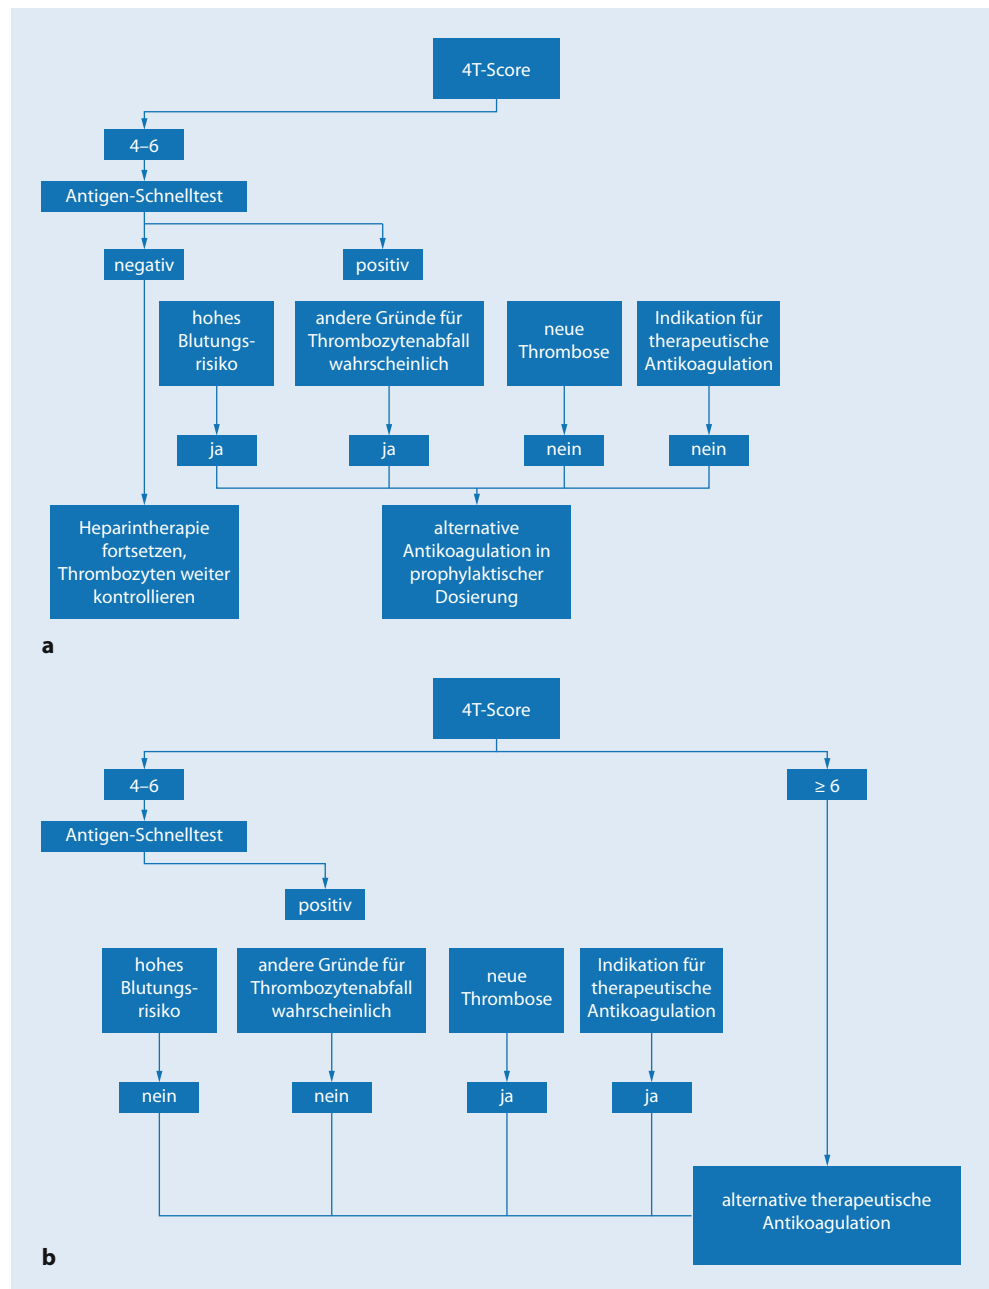 4T-Score
4–6
Antigen-Schnelltest
negativ
positiv
hohes
Blutungs-
risiko
andere Gründe für
Thrombozytenabfall
wahrscheinlich
neue
Thrombose
Indikation für
therapeutische
Antikoagulation
ja
ja
nein
nein
Heparintherapie
fortsetzen,
Thrombozyten weiter
kontrollieren
alternative
Antikoagulation in
prophylaktischer
Dosierung
a
4T-Score
4–6
≥ 6
Antigen-Schnelltest
positiv
hohes
Blutungs-
risiko
andere Gründe für
Thrombozytenabfall
wahrscheinlich
neue
Thrombose
Indikation für
therapeutische
Antikoagulation
nein
nein
ja
ja
alternative therapeutische
Antikoagulation
b